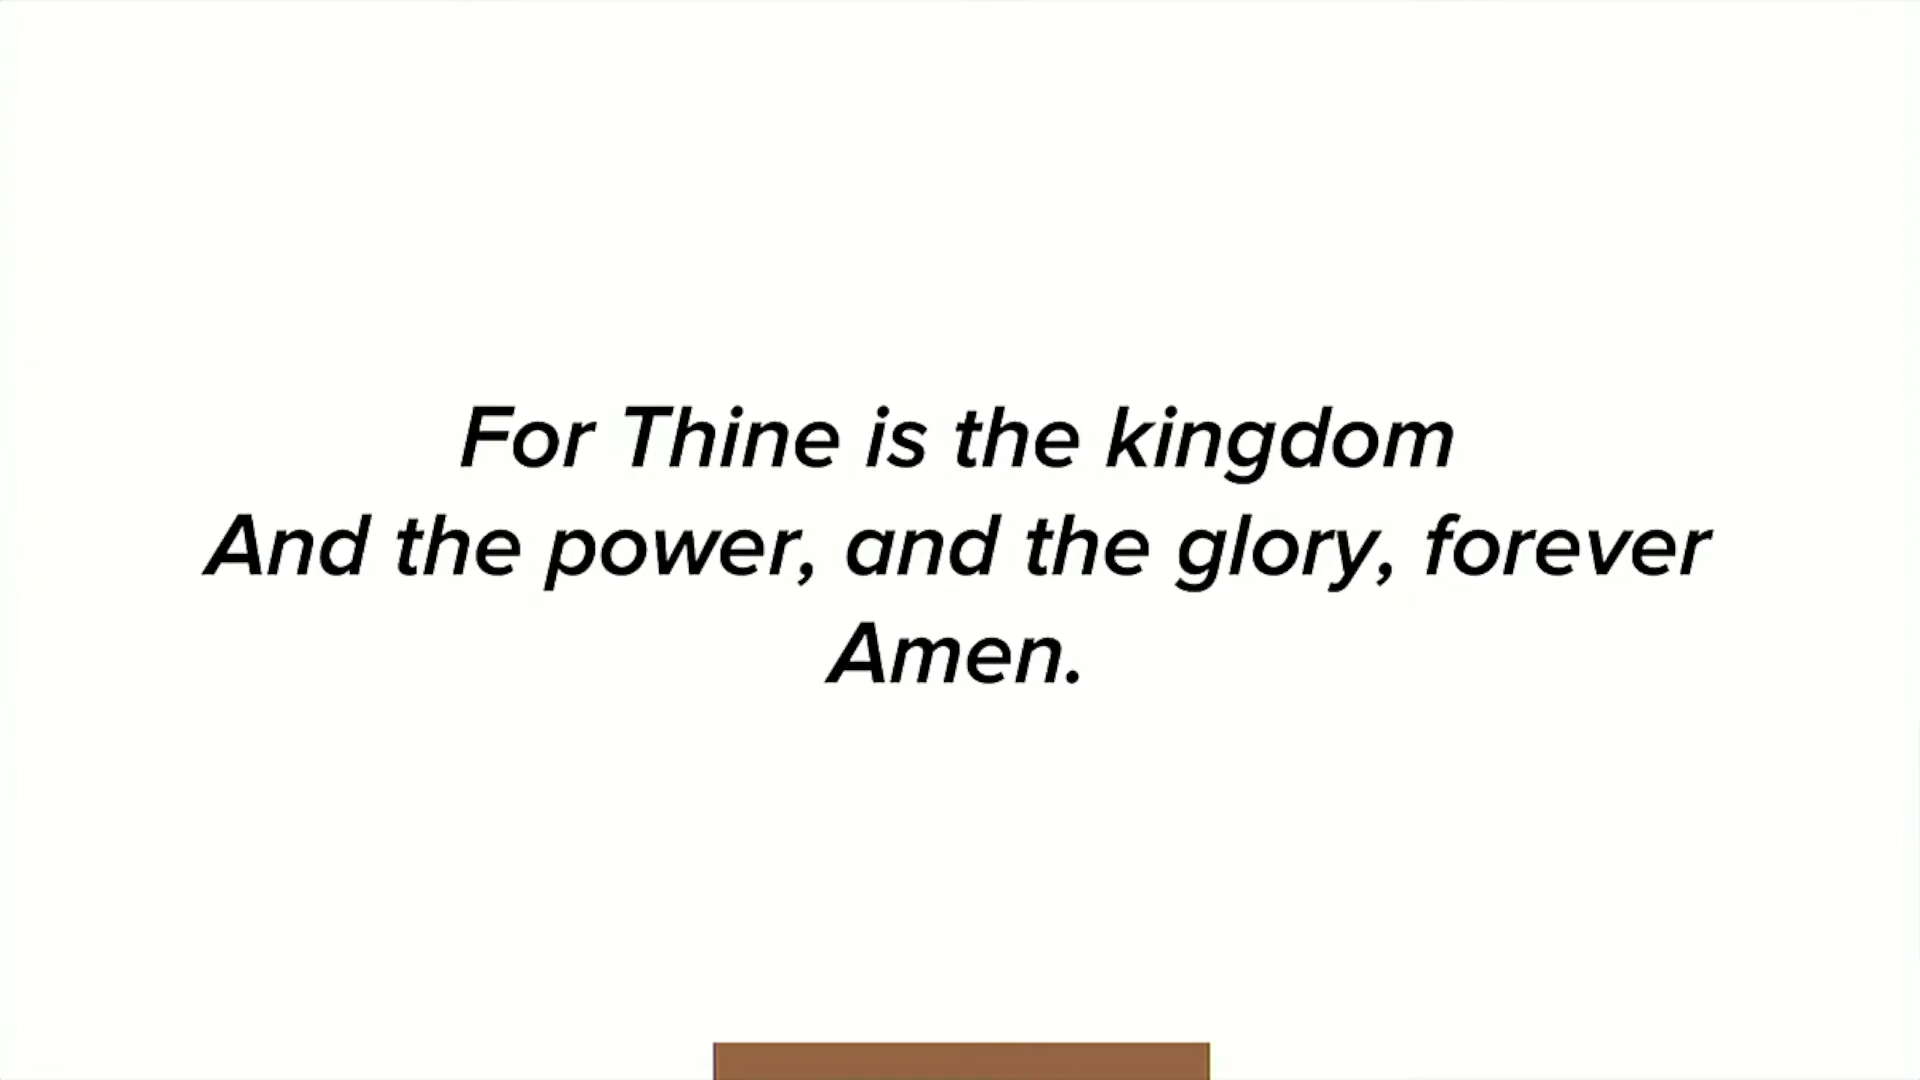 For Thine is the kingdom
And the power, and the glory, forever
Amen.